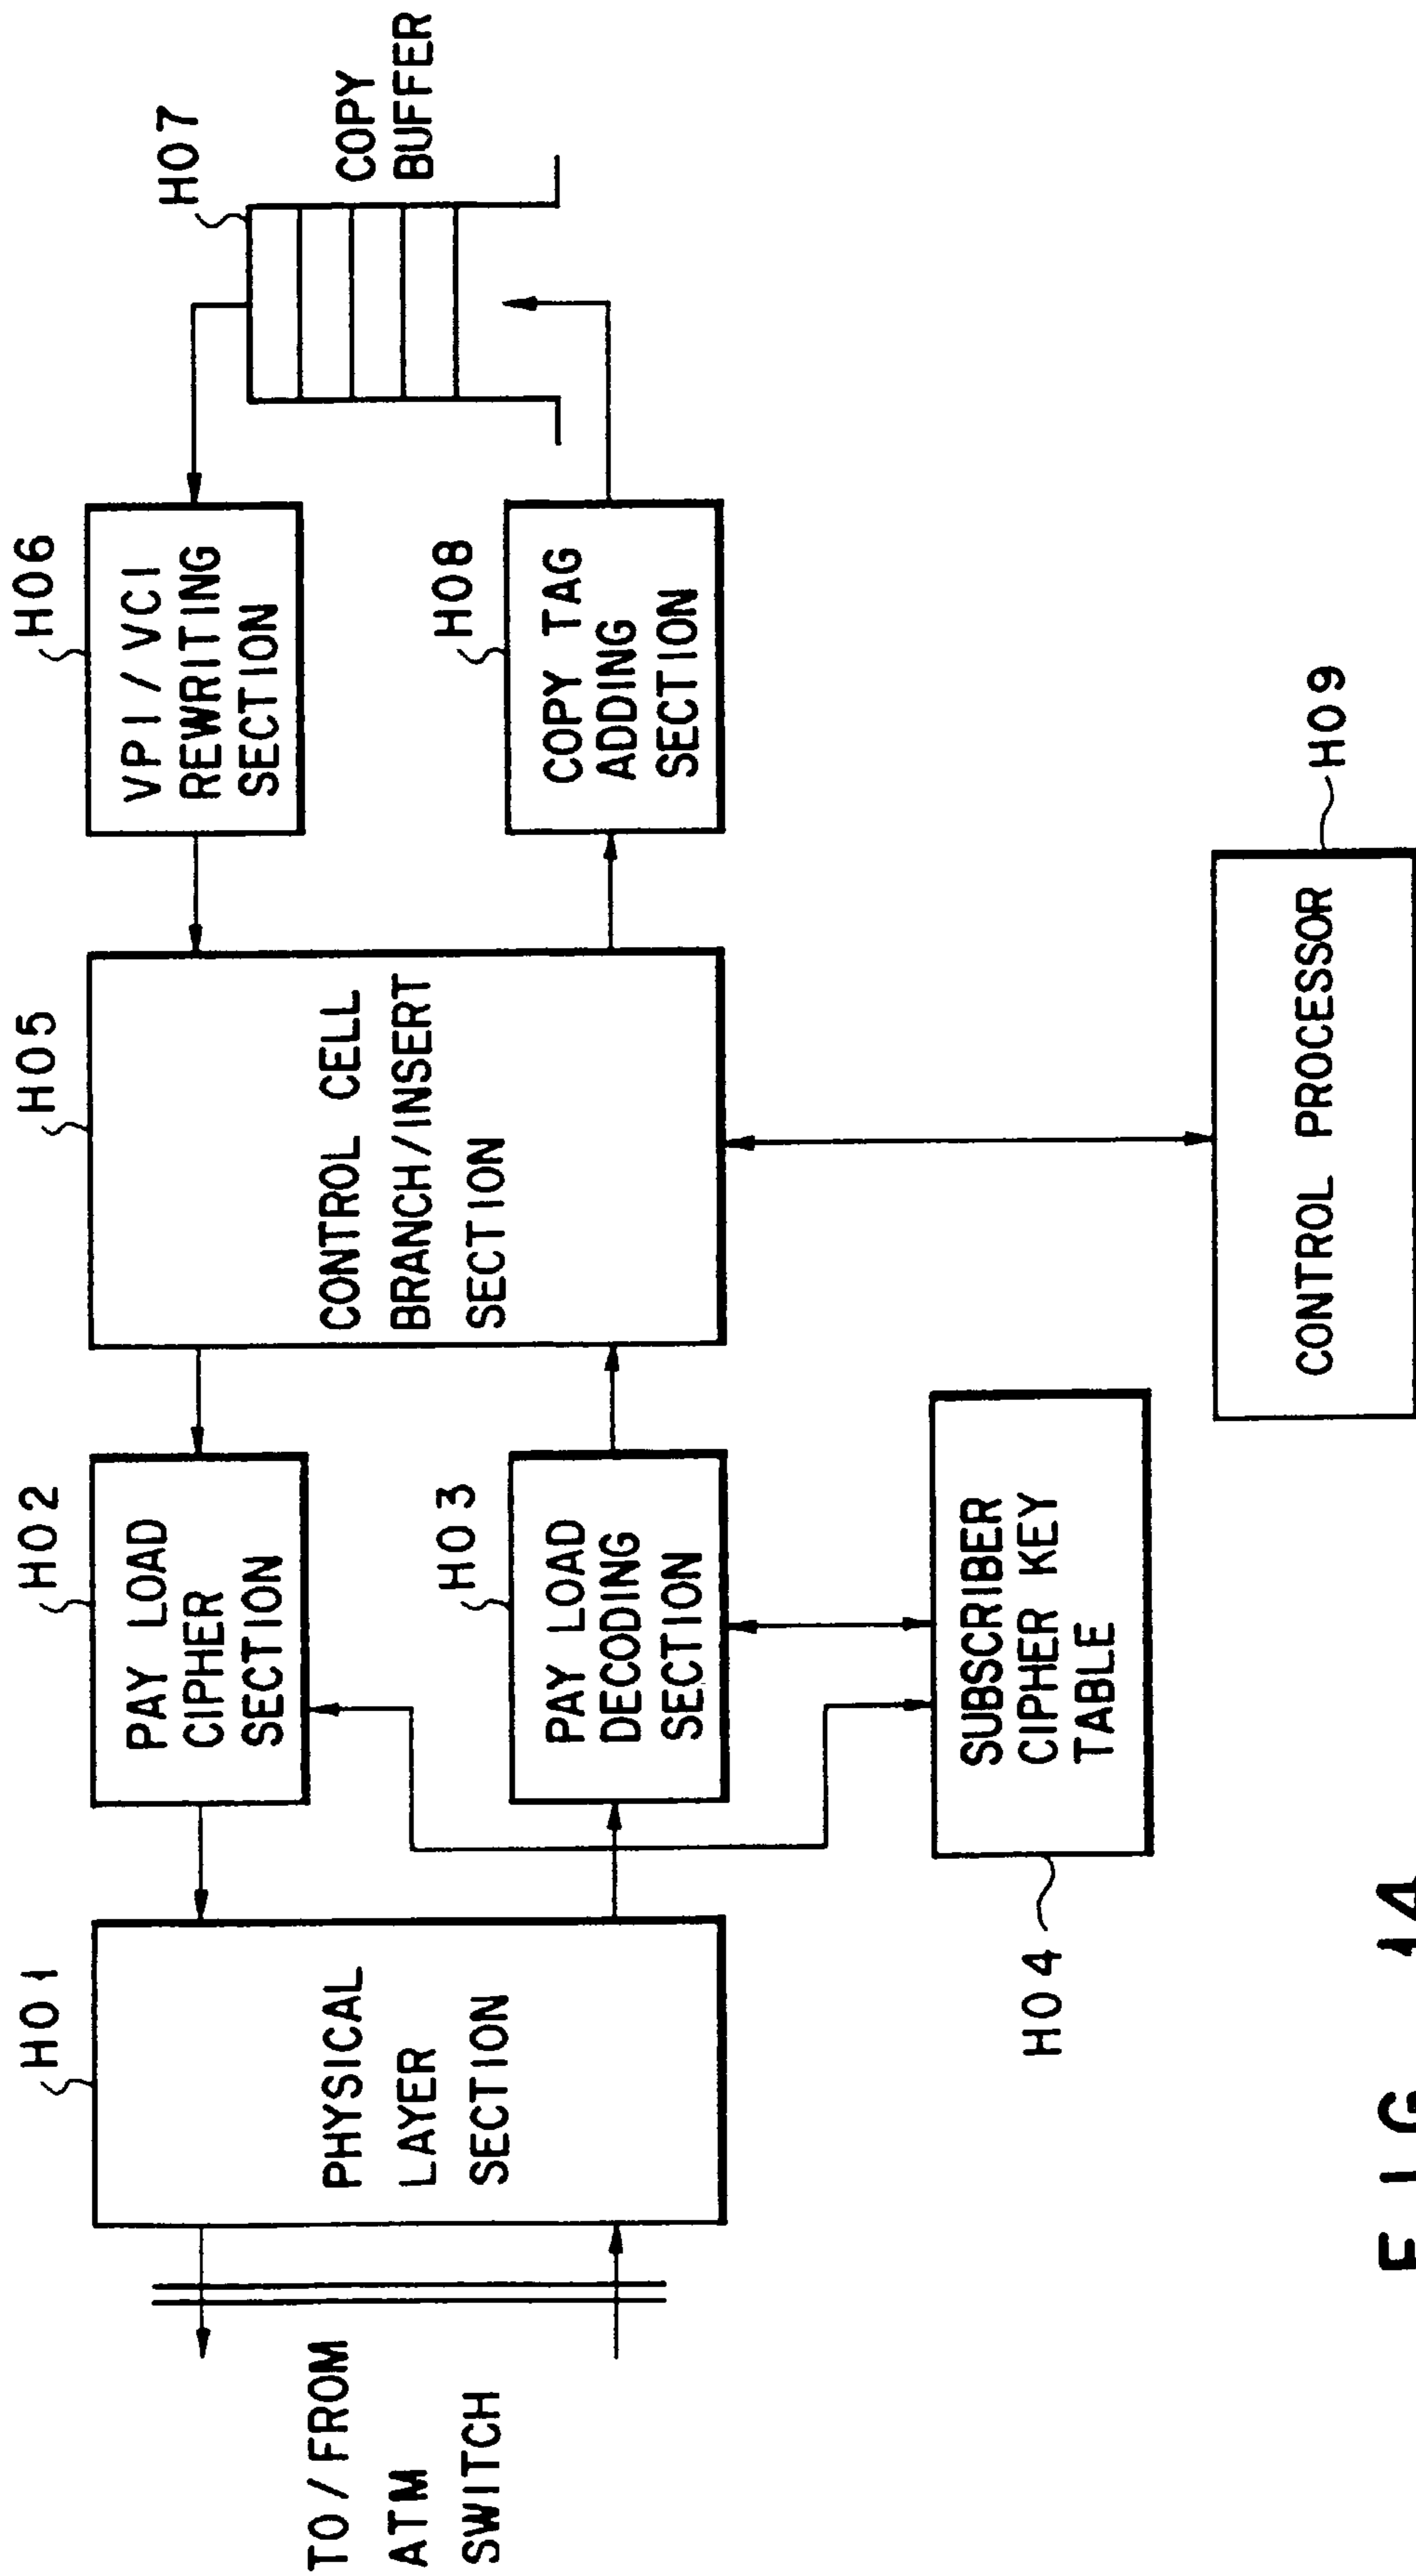 TO/FROM
ATM
SWITCH
H01
PHYSICAL
LAYER
SECTION
H02
PAY LOAD
CIPHER
SECTION
H03
PAY LOAD
DECODING
SECTION
H04
SUBSCRIBER
CIPHER KEY
TABLE
H05
CONTROL CELL
BRANCH/INSERT
SECTION
H06
VPI/VCI
REWRITING
SECTION
H08
COPY TAG
ADDING
SECTION
H07
COPY
BUFFER
H09
CONTROL PROCESSOR
FIG. 14